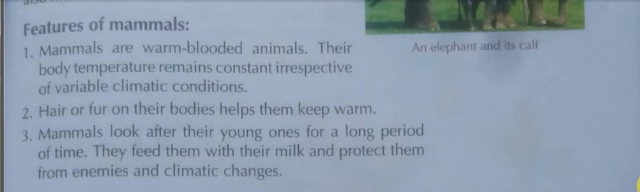 Features of mammals:
An elephant and its calf
1. Mammals are warm-blooded animals. Their
body temperature remains constant irrespective
of variable climatic conditions.
2. Hair or fur on their bodies helps them keep warm.
3. Mammals look after their young ones for a long period
of time. They feed them with their milk and protect them
from enemies and climatic changes.